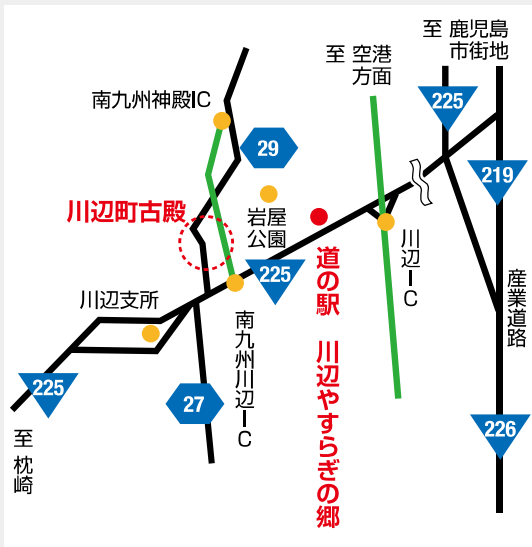 至 鹿児島
市街地
至 空港
方面
225
南九州神殿IC
29
219
川辺町古殿
岩屋
公園
川辺IC
225
道の駅 川辺やすらぎの郷
産業道路
川辺支所
南九州川辺IC
225
27
226
至 枕崎